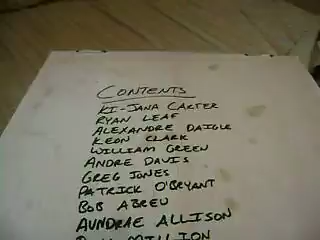 CONTENTS
KI-JANA CARTER
RYAN LEAF
ALEXANDRE DAIGLE
KEON CLARK
WILLIAM GREEN
ANDRE DAVIS
GREG JONES
PATRICK O'BRYANT
BOB ABREU
AUNDRAE ALLISON
MILLION